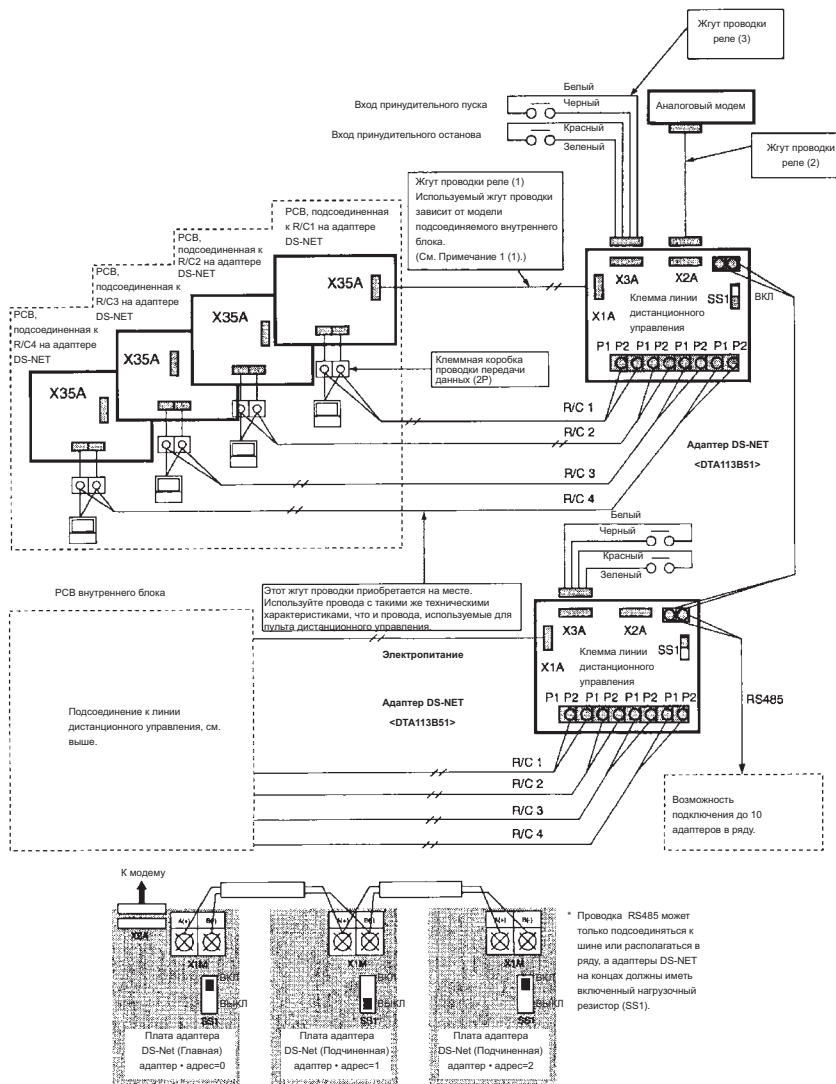 Жгут проводки
реле (3)
Белый
Черный
Вход принудительного пуска
Красный
Вход принудительного останова
Зеленый
Аналоговый модем
Жгут проводки
реле (2)
Жгут проводки реле (1)
Используемый жгут проводки
зависит от модели
подсоединяемого внутреннего
блока.
(См. Примечание 1 (1).)
PCB, подсоединенная
к R/C1 на адаптере
DS-NET
PCB,
подсоединенная к
R/C2 на адаптере
DS-NET
PCB,
подсоединенная к
R/C3 на адаптере
DS-NET
PCB,
подсоединенная к
R/C4 на адаптере
DS-NET
X35A
X35A
X35A
X35A
X3A
X2A
X1A
Клемма линии
дистанционного
управления
SS1
ВКЛ
P1 P2 P1 P2 P1 P2 P1 P2
Клеммная коробка
проводки передачи
данных (2P)
R/C 1
R/C 2
R/C 3
R/C 4
Адаптер DS-NET
<DTA113B51>
Белый
Черный
Красный
Зеленый
PCB внутреннего блока
Этот жгут проводки приобретается на месте.
Используйте провода с такими же техническими
характеристиками, что и провода, используемые для
пульта дистанционного управления.
Электропитание
X3A
X2A
X1A
Клемма линии
дистанционного
управления
SS1
P1 P2 P1 P2 P1 P2 P1 P2
RS485
Подсоединение к линии
дистанционного управления, см.
выше.
Адаптер DS-NET
<DTA113B51>
R/C 1
R/C 2
R/C 3
R/C 4
Возможность
подключения до 10
адаптеров в ряду.
К модему
X2A
A(+) B(-)
X1M
ВКЛ
ВЫКЛ
SS1
Плата адаптера
DS-Net (Главная)
адаптер • адрес=0
A(+) B(-)
X1M
ВКЛ
ВЫКЛ
SS1
Плата адаптера
DS-Net (Подчиненная)
адаптер • адрес=1
A(+) B(-)
X1M
ВКЛ
ВЫКЛ
SS1
Плата адаптера
DS-Net (Подчиненная)
адаптер • адрес=2
* Проводка RS485 может
только подсоединяться к
шине или располагаться в
ряду, а адаптеры DS-NET
на концах должны иметь
включенный нагрузочный
резистор (SS1).